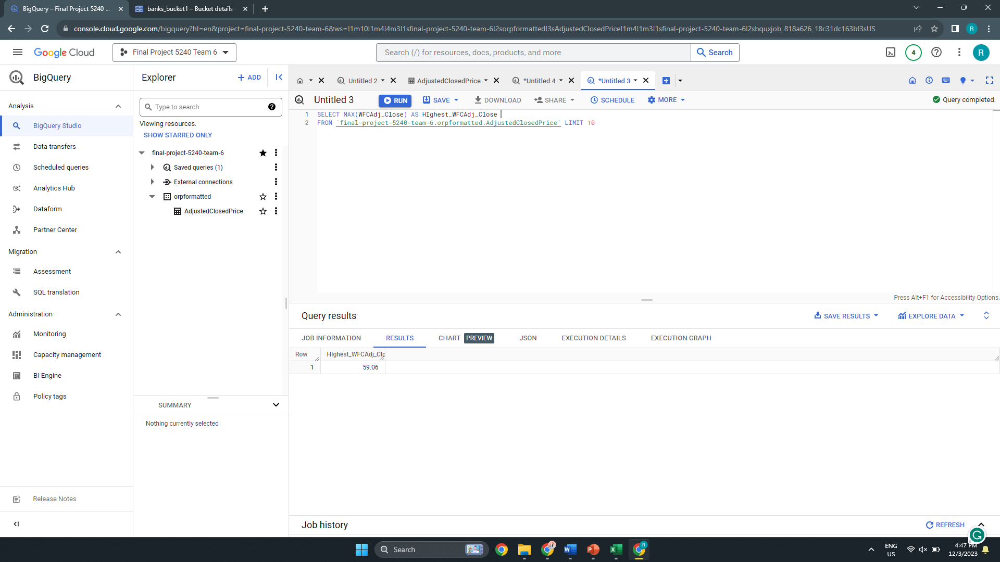 BigQuery – Final Project 5240 ...
banks_bucket1 – Bucket details -
console.cloud.google.com/bigquery?hl=en&project=final-project-5240-team-6&ws=!1m10!1m4!4m3!1sfinal-project-5240-team-6!2sorpformatted!3sAdjustedClosedPrice!1m4!1m3!1sfinal-project-5240-team-6!2sbquxjob_818a626_18c31dc163b!3sUS
R
Google Cloud
Final Project 5240 Team 6
Search (/) for resources, docs, products, and more
Search
4
R
BigQuery
Analysis
BigQuery Studio
Data transfers
Scheduled queries
Analytics Hub
Dataform
Partner Center
Migration
Assessment
SQL translation
Administration
Monitoring
Capacity management
BI Engine
Policy tags
Release Notes
Explorer
ADD
Type to search
Viewing resources.
SHOW STARRED ONLY
final-project-5240-team-6
Saved queries (1)
External connections
orpformatted
AdjustedClosedPrice
SUMMARY
Nothing currently selected
Untitled 2
AdjustedClosedPrice
*Untitled 4
*Untitled 3
Untitled 3
RUN
SAVE
DOWNLOAD
SHARE
SCHEDULE
MORE
Query completed.
1 SELECT MAX(WFCAdj_Close) AS HIghest_WFCAdj_Close
2 FROM `final-project-5240-team-6.orpformatted.AdjustedClosedPrice` LIMIT 10
Press Alt+F1 for Accessibility Options.
Query results
SAVE RESULTS
EXPLORE DATA
JOB INFORMATION
RESULTS
CHART PREVIEW
JSON
EXECUTION DETAILS
EXECUTION GRAPH
Row HIghest_WFCAdj_Clo
1 59.06
Job history
REFRESH
Search
R
ENG
US
4:47 PM
12/3/2023